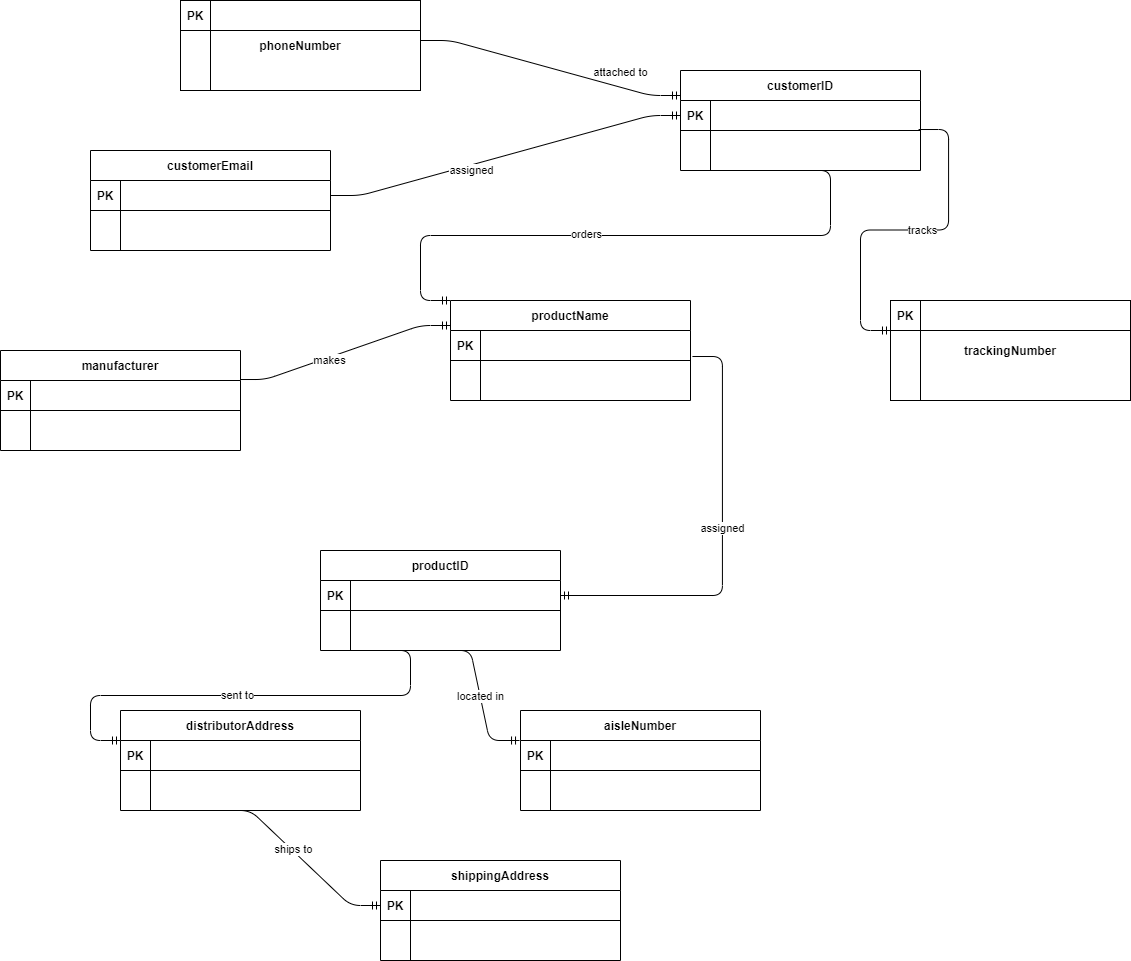 PK
phoneNumber
attached to
customerID
PK
customerEmail
PK
assigned
orders
tracks
productName
PK
PK
trackingNumber
manufacturer
PK
makes
assigned
productID
PK
sent to
located in
distributorAddress
PK
aisleNumber
PK
ships to
shippingAddress
PK